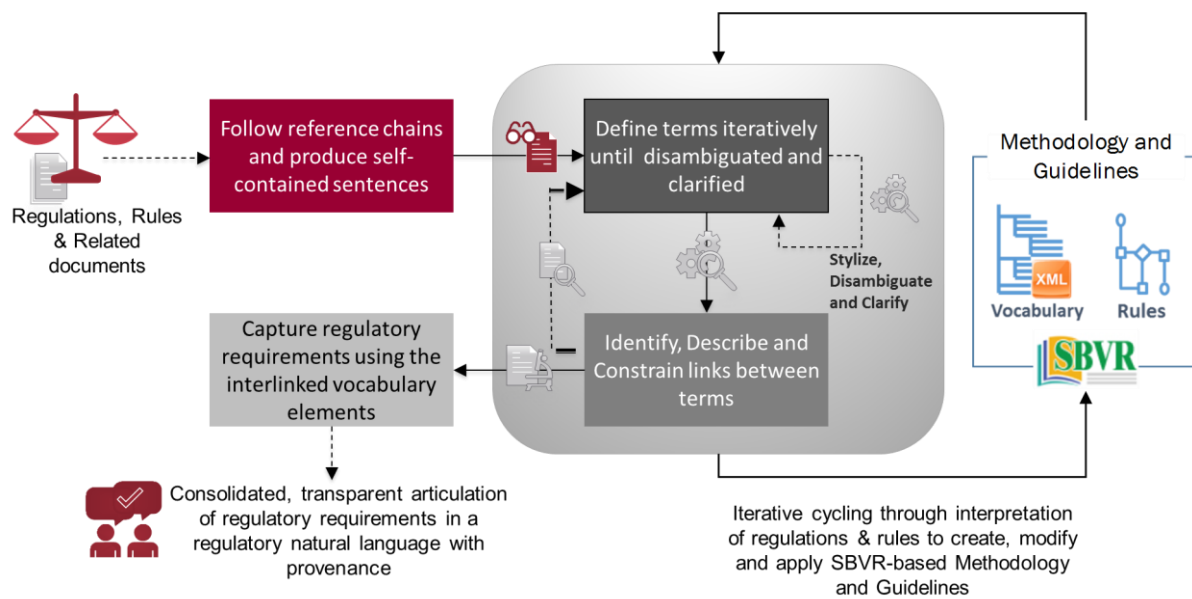 Regulations, Rules
& Related
documents
Follow reference chains
and produce self-
contained sentences
Define terms iteratively
until disambiguated and
clarified
Stylize,
Disambiguate
and Clarify
Identify, Describe and
Constrain links between
terms
Capture regulatory
requirements using the
interlinked vocabulary
elements
Consolidated, transparent articulation
of regulatory requirements in a
regulatory natural language with
provenance
Methodology and
Guidelines
XML
Vocabulary
Rules
SBVR
Iterative cycling through interpretation
of regulations & rules to create, modify
and apply SBVR-based Methodology
and Guidelines